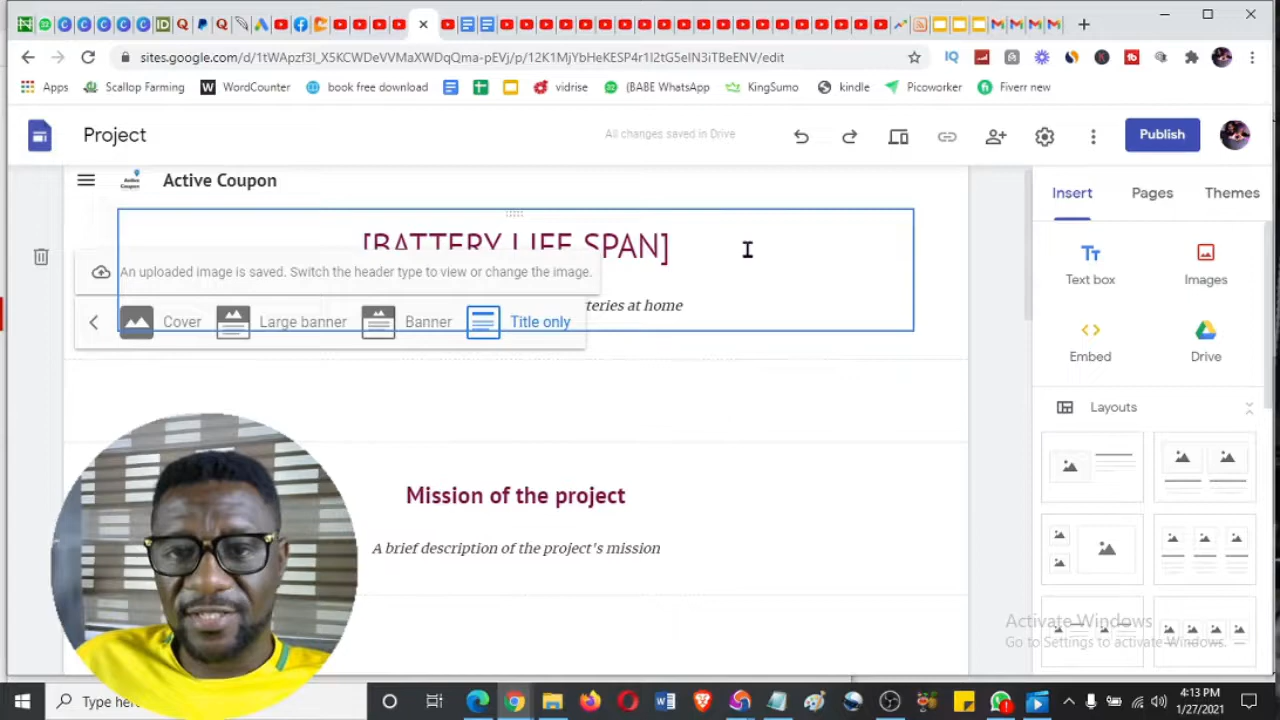 sites.google.com/d/1tWApzf3l_X5KCWDeVVMaXWgDqQma-pEVj/p/12K1MjYbHeKESP4r1I2tG5eIN3iTBeENV/edit
Apps
Scallop Farming
WordCounter
book free download
vidrise
(BABE WhatsApp
KingSumo
kindle
Picoworker
Fiverr new
Project
All changes saved in Drive
Publish
Active Coupon
Active Coupon
Insert
Pages
Themes
[BATTERY LIFE SPAN]
An uploaded image is saved. Switch the header type to view or change the image.
teries at home
Cover
Large banner
Banner
Title only
Text box
Images
Embed
Drive
Layouts
Mission of the project
A brief description of the project's mission
Activate Windows
Go to Settings to activate Windows.
Type here
4:13 PM
1/27/2021